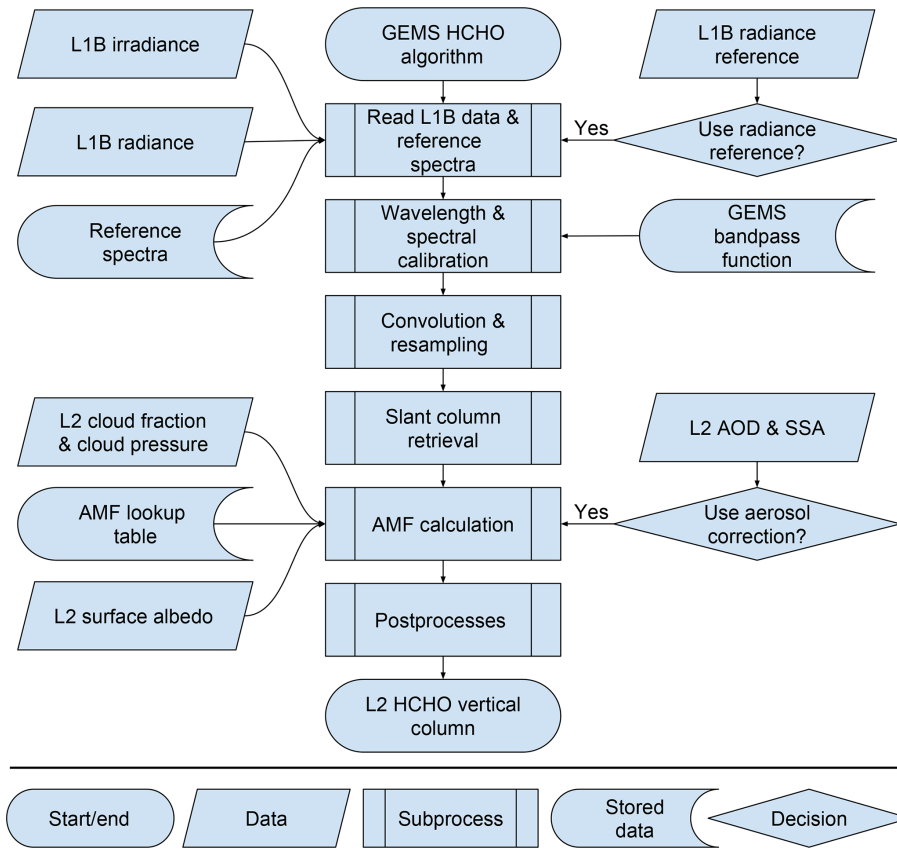 L1B irradiance
GEMS HCHO
algorithm
L1B radiance
reference
L1B radiance
Read L1B data &
reference
spectra
Yes
Use radiance
reference?
Reference
spectra
Wavelength &
spectral
calibration
GEMS
bandpass
function
Convolution &
resampling
L2 cloud fraction
& cloud pressure
Slant column
retrieval
L2 AOD & SSA
AMF lookup
table
AMF calculation
Yes
Use aerosol
correction?
L2 surface albedo
Postprocesses
L2 HCHO vertical
column
Start/end
Data
Subprocess
Stored
data
Decision